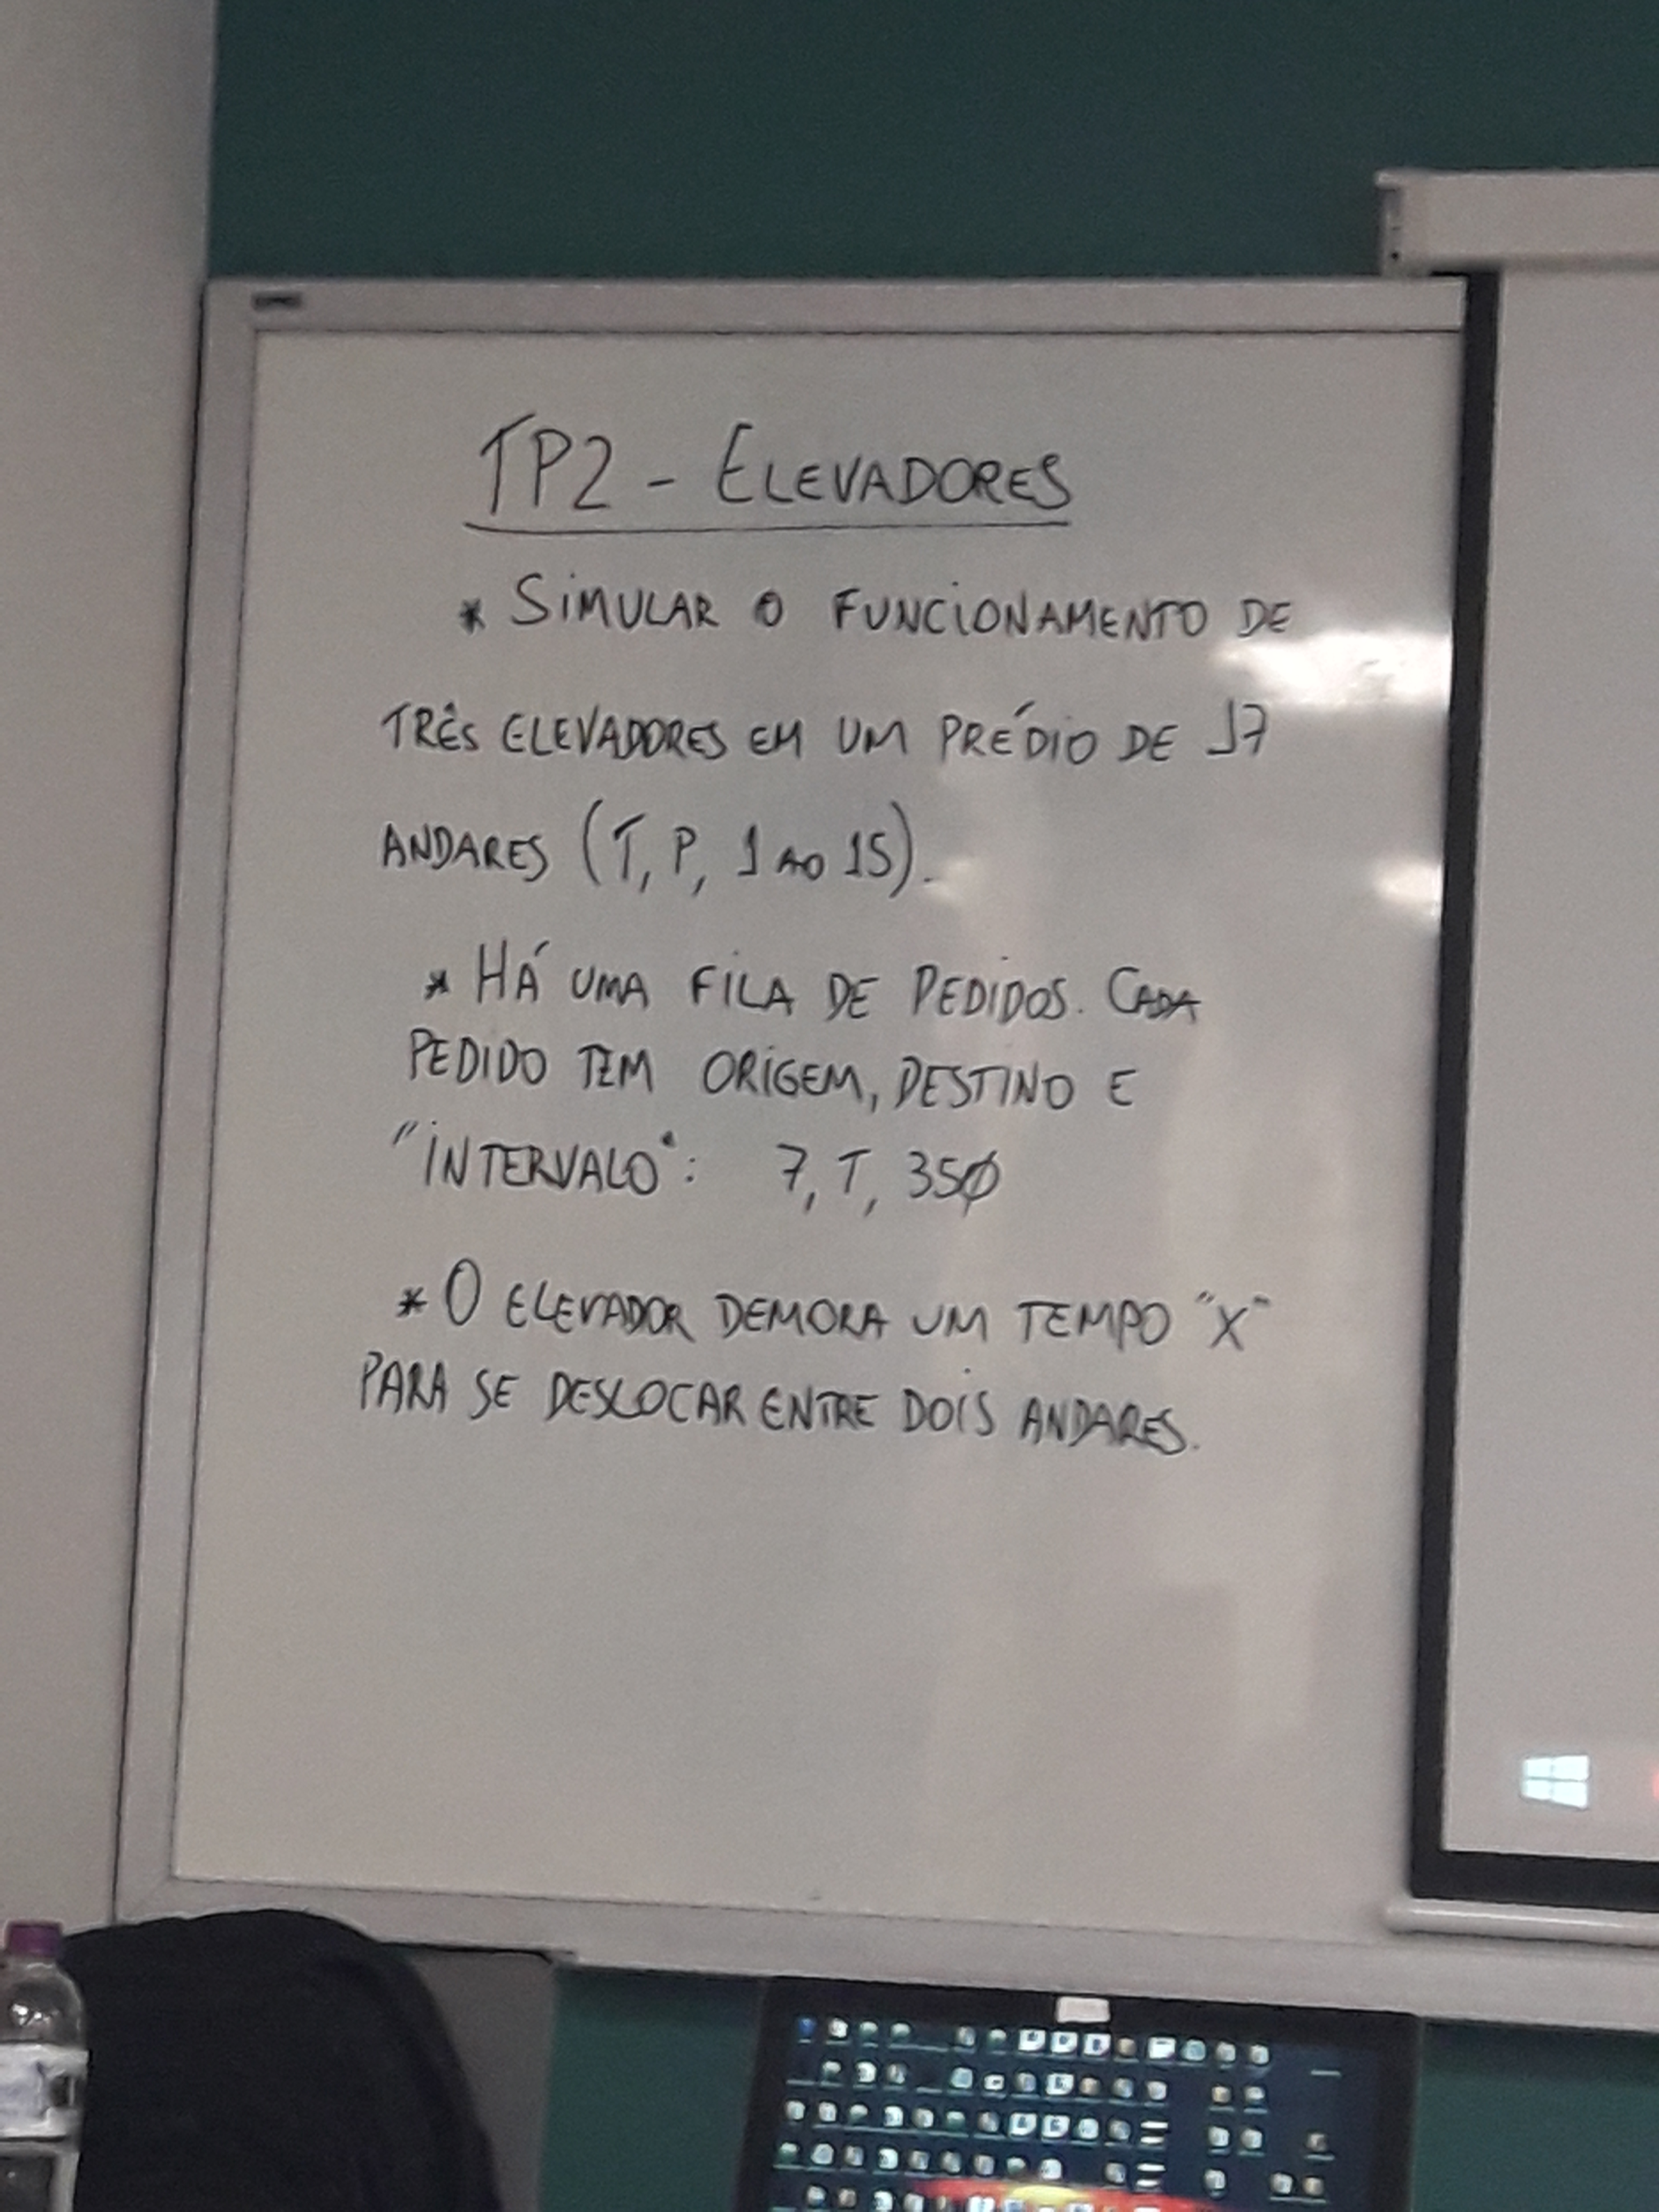 TP2 - ELEVADORES
* SIMULAR O FUNCIONAMENTO DE
TRÊS ELEVADORES EM UM PRÉDIO DE 17
ANDARES (T, P, 1 AO 15).
* HÁ UMA FILA DE PEDIDOS. CADA
PEDIDO TEM ORIGEM, DESTINO E
"INTERVALO": 7, T, 350
* O ELEVADOR DEMORA UM TEMPO "X"
PARA SE DESLOCAR ENTRE DOIS ANDARES.